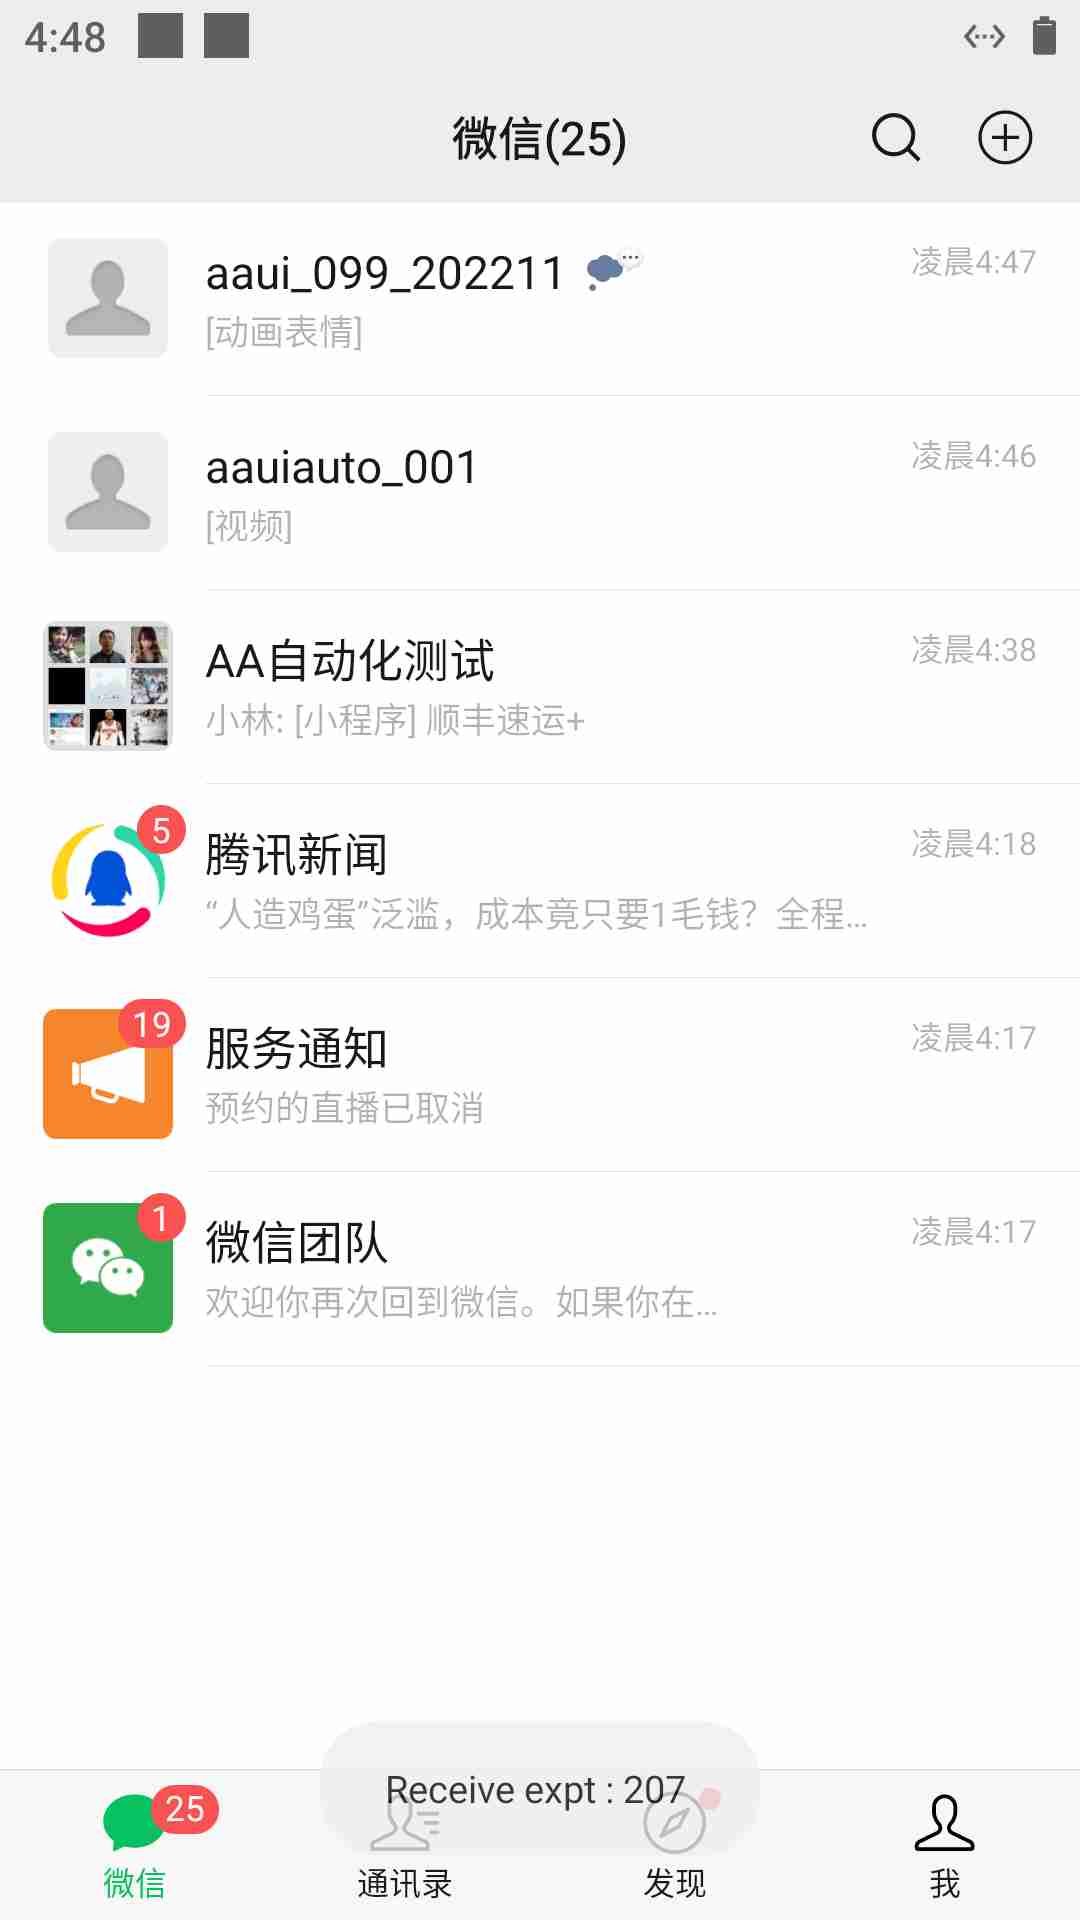 4:48
微信(25)
aaui_099_202211
凌晨4:47
[动画表情]
aauiauto_001
凌晨4:46
[视频]
AA自动化测试
凌晨4:38
小林: [小程序] 顺丰速运+
5
腾讯新闻
凌晨4:18
“人造鸡蛋”泛滥，成本竟只要1毛钱？全程...
19
服务通知
凌晨4:17
预约的直播已取消
1
微信团队
凌晨4:17
欢迎你再次回到微信。如果你在...
Receive expt : 207
25
微信
通讯录
发现
我